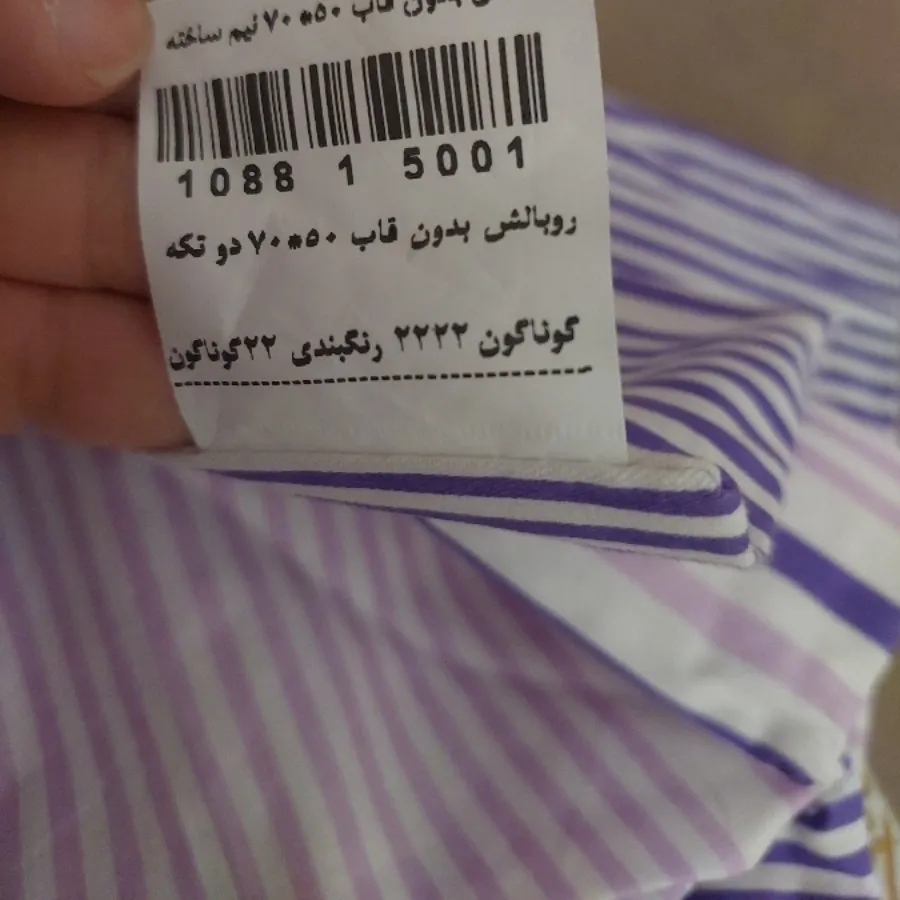 بدون قاب ۵۰*۷۰ نیم ساخته
1088 1 5001
روبالش بدون قاب ۵۰*۷۰ دو تکه
گوناگون ۲۲۲۲ رنگبندی ۲۲گوناگون